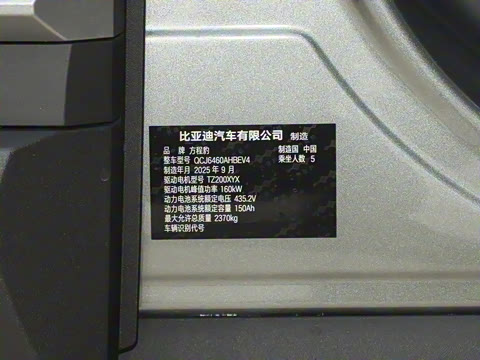 比亚迪汽车有限公司 制造
品 牌 方程豹 制造国 中国
整车型号 QCJ6460AHBEV4 乘坐人数 5
制造年月 2025 年 9 月
驱动电机型号 TZ200XYX
驱动电机峰值功率 160kW
动力电池系统额定电压 435.2V
动力电池系统额定容量 150Ah
最大允许总质量 2370kg
车辆识别代号